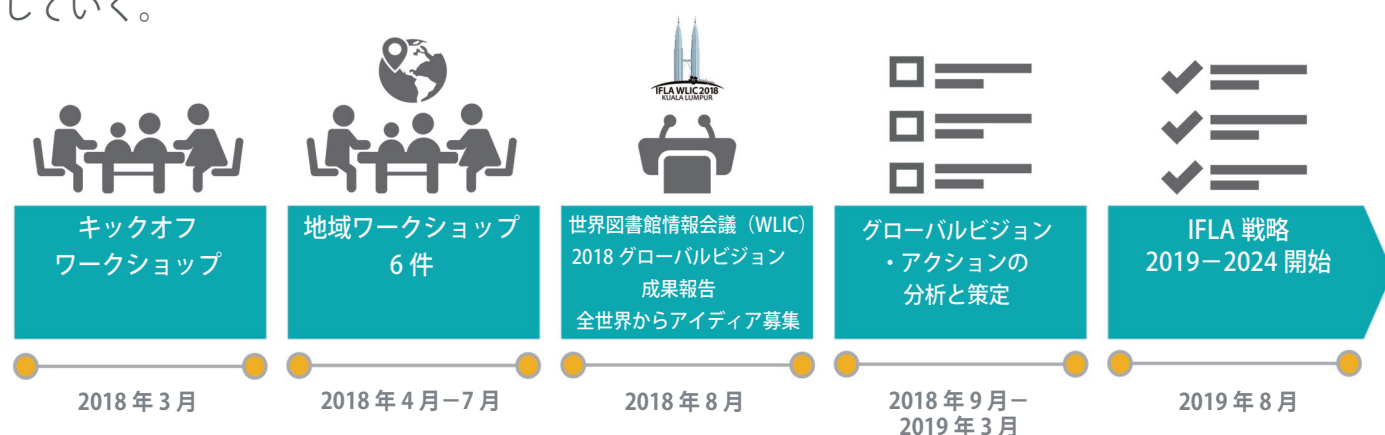 していく。
IFLA WLIC 2018
KUALA LUMPUR
キックオフ
ワークショップ
地域ワークショップ
6 件
世界図書館情報会議（WLIC）
2018 グローバルビジョン
成果報告
全世界からアイディア募集
グローバルビジョン
・アクションの
分析と策定
IFLA 戦略
2019－2024 開始
2018 年 3 月
2018 年 4 月－7 月
2018 年 8 月
2018 年 9 月－
2019 年 3 月
2019 年 8 月